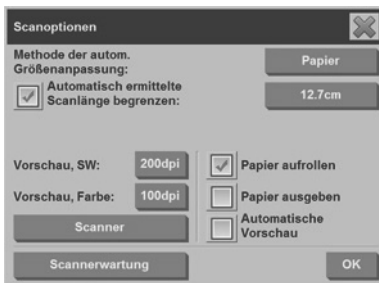 Scanoptionen
Methode der autom.
Größenanpassung:
Papier
Automatisch ermittelte
Scanlänge begrenzen:
12.7cm
Vorschau, SW:
200dpi
Papier aufrollen
Vorschau, Farbe:
100dpi
Papier ausgeben
Scanner
Automatische
Vorschau
Scannerwartung
OK